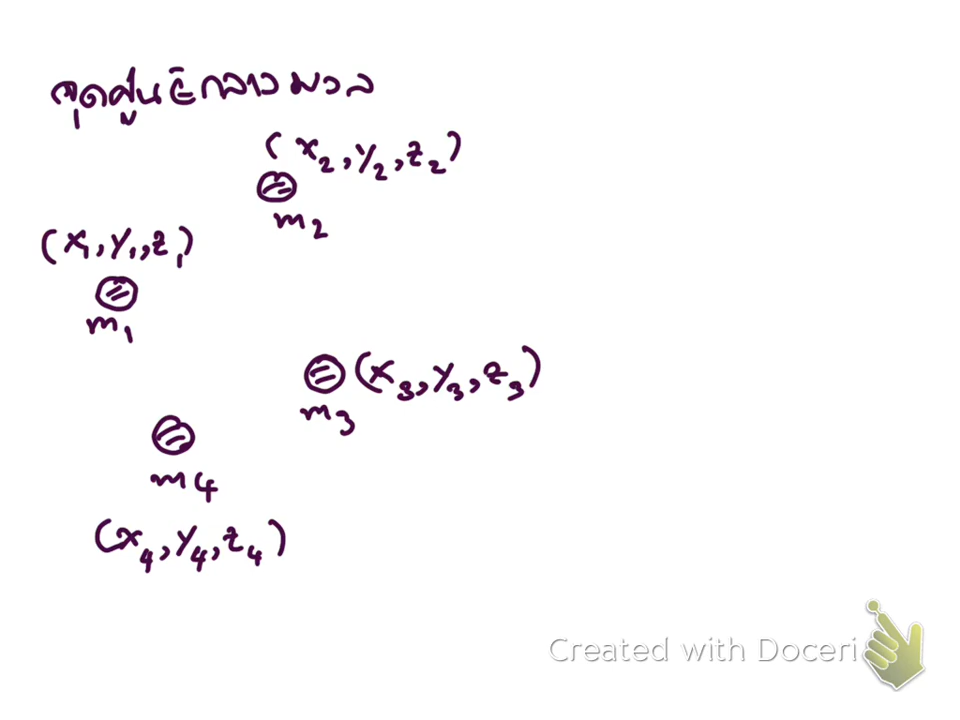 จุดศูนย์กลางมวล
(x₂, y₂, z₂)
m₂
(x₁, y₁, z₁)
m₁
(x₃, y₃, z₃)
m₃
m₄
(x₄, y₄, z₄)
Created with Doceri